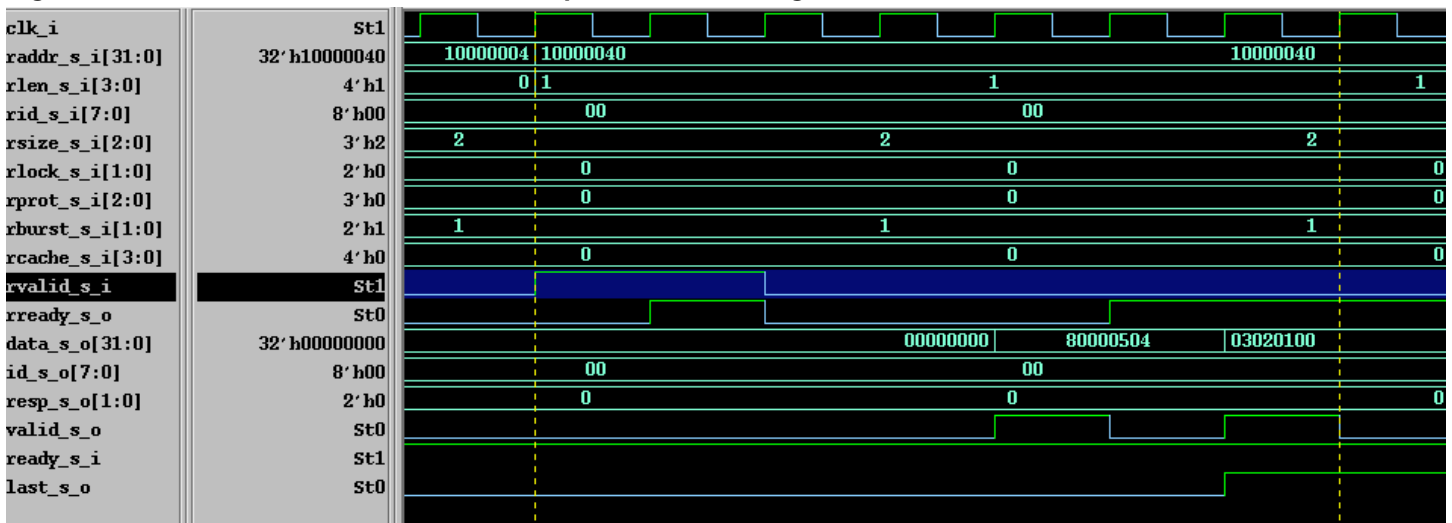 clk_i St1
raddr_s_i[31:0] 32'h10000040 10000004 10000040 10000040
rlen_s_i[3:0] 4'h1 0 1 1 1
rid_s_i[7:0] 8'h00 00 00
rsize_s_i[2:0] 3'h2 2 2 2
rlock_s_i[1:0] 2'h0 0 0 0
rprot_s_i[2:0] 3'h0 0 0 0
rburst_s_i[1:0] 2'h1 1 1 1
rcache_s_i[3:0] 4'h0 0 0 0
rvalid_s_i St1
rready_s_o St0
data_s_o[31:0] 32'h00000000 00000000 80000504 03020100
id_s_o[7:0] 8'h00 00 00
resp_s_o[1:0] 2'h0 0 0 0
valid_s_o St0
ready_s_i St1
last_s_o St0